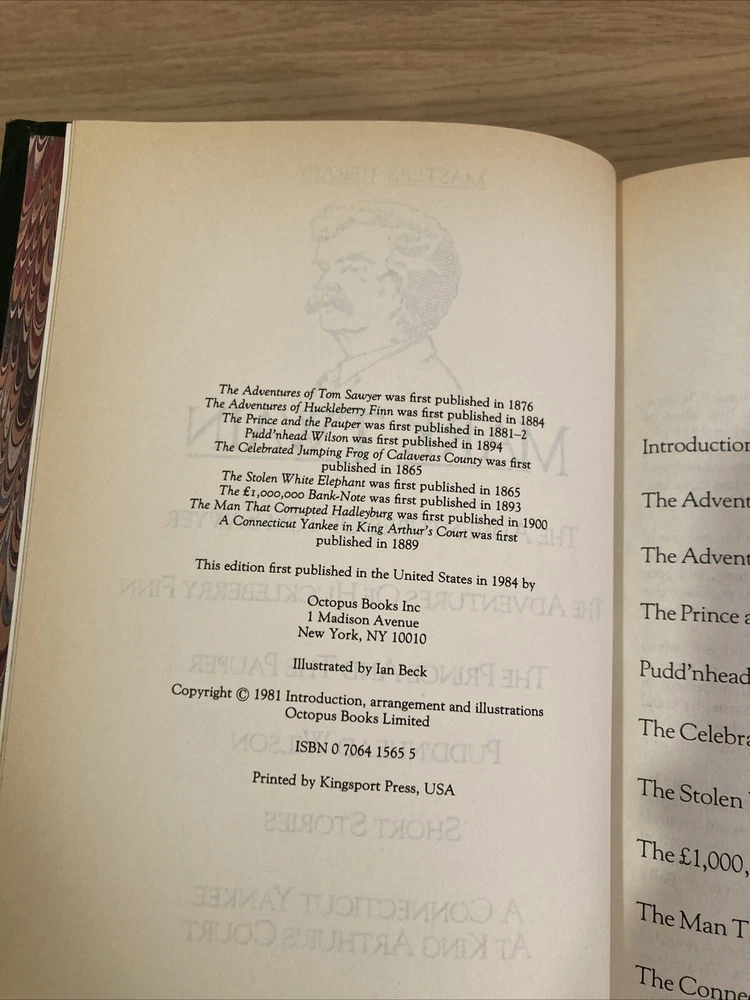 The Adventures of Tom Sawyer was first published in 1876
The Adventures of Huckleberry Finn was first published in 1884
The Prince and the Pauper was first published in 1881–2
Pudd'nhead Wilson was first published in 1894
The Celebrated Jumping Frog of Calaveras County was first
published in 1865
The Stolen White Elephant was first published in 1865
The £1,000,000 Bank-Note was first published in 1893
The Man That Corrupted Hadleyburg was first published in 1900
A Connecticut Yankee in King Arthur's Court was first
published in 1889
This edition first published in the United States in 1984 by
Octopus Books Inc
1 Madison Avenue
New York, NY 10010
Illustrated by Ian Beck
Copyright © 1981 Introduction, arrangement and illustrations
Octopus Books Limited
ISBN 0 7064 1565 5
Printed by Kingsport Press, USA
Introduction
The Advent
The Advent
The Prince a
Pudd'nhead
The Celebra
The Stolen
The £1,000,
The Man T
The Conne